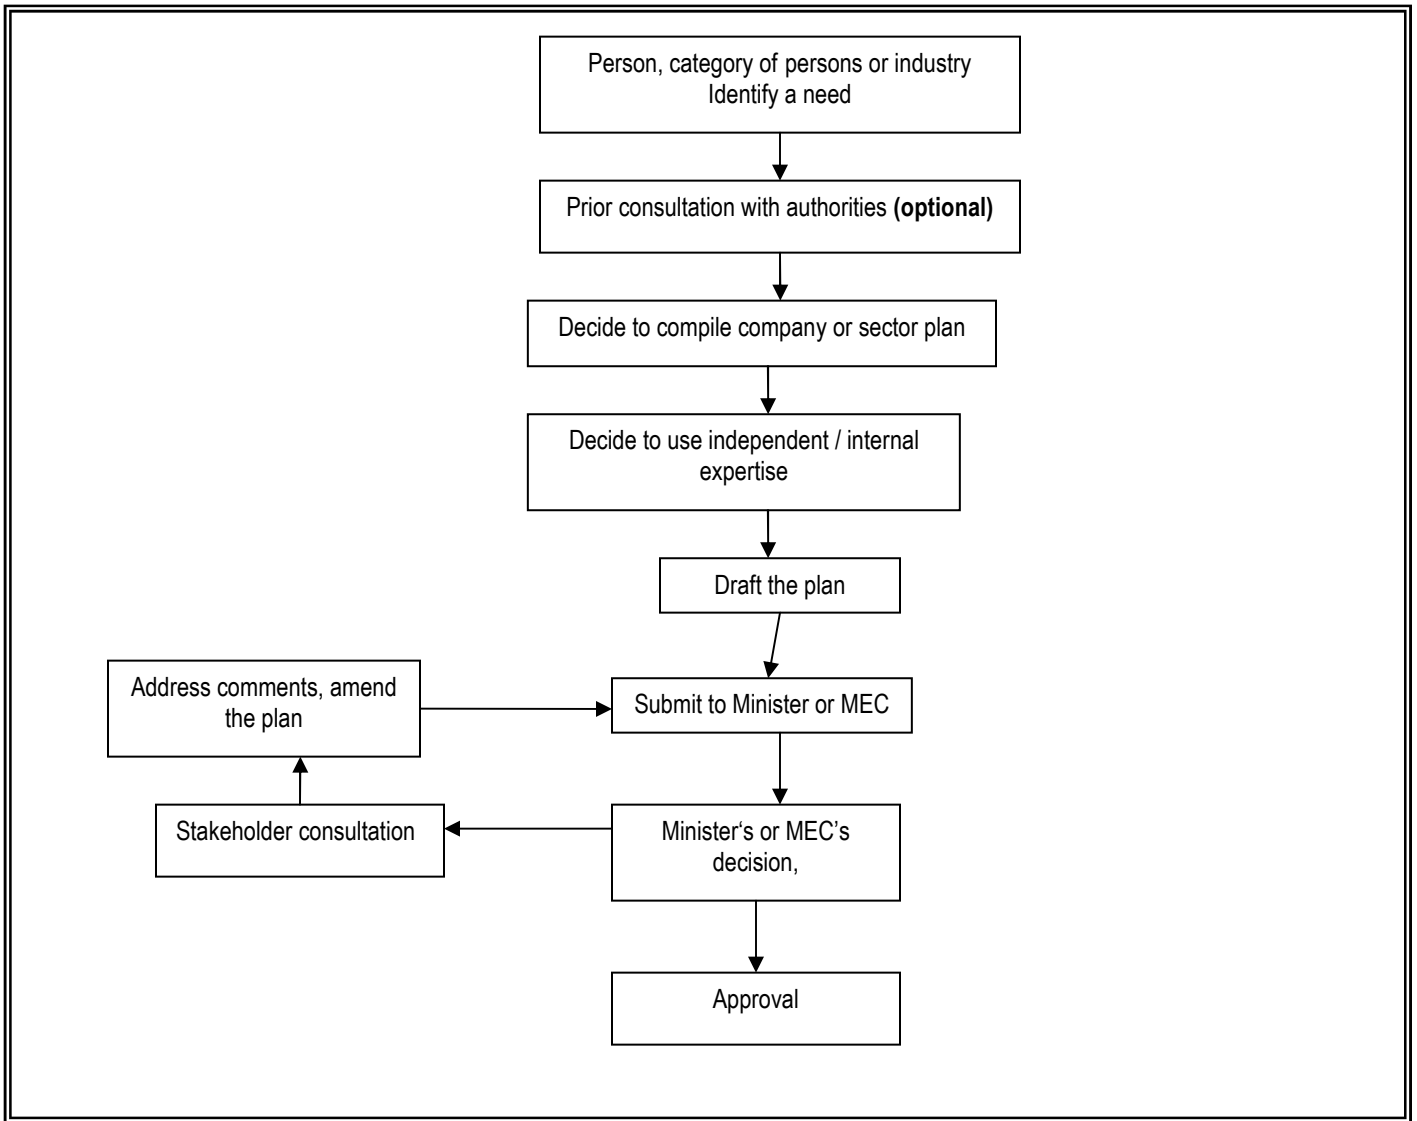 Person, category of persons or industry
Identify a need
Prior consultation with authorities (optional)
Decide to compile company or sector plan
Decide to use independent / internal
expertise
Draft the plan
Address comments, amend
the plan
Submit to Minister or MEC
Stakeholder consultation
Minister‘s or MEC’s
decision,
Approval